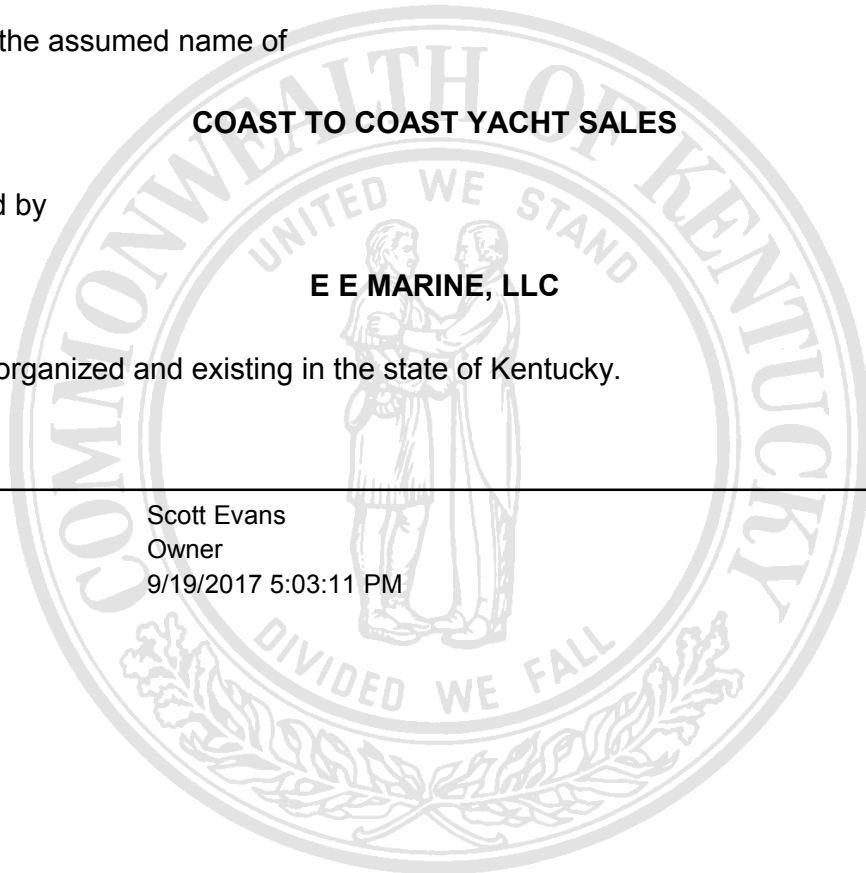 the assumed name of
COAST TO COAST YACHT SALES
d by
E E MARINE, LLC
organized and existing in the state of Kentucky.
Scott Evans
Owner
9/19/2017 5:03:11 PM
COMMONWEALTH OF KENTUCKY
UNITED WE STAND
DIVIDED WE FALL